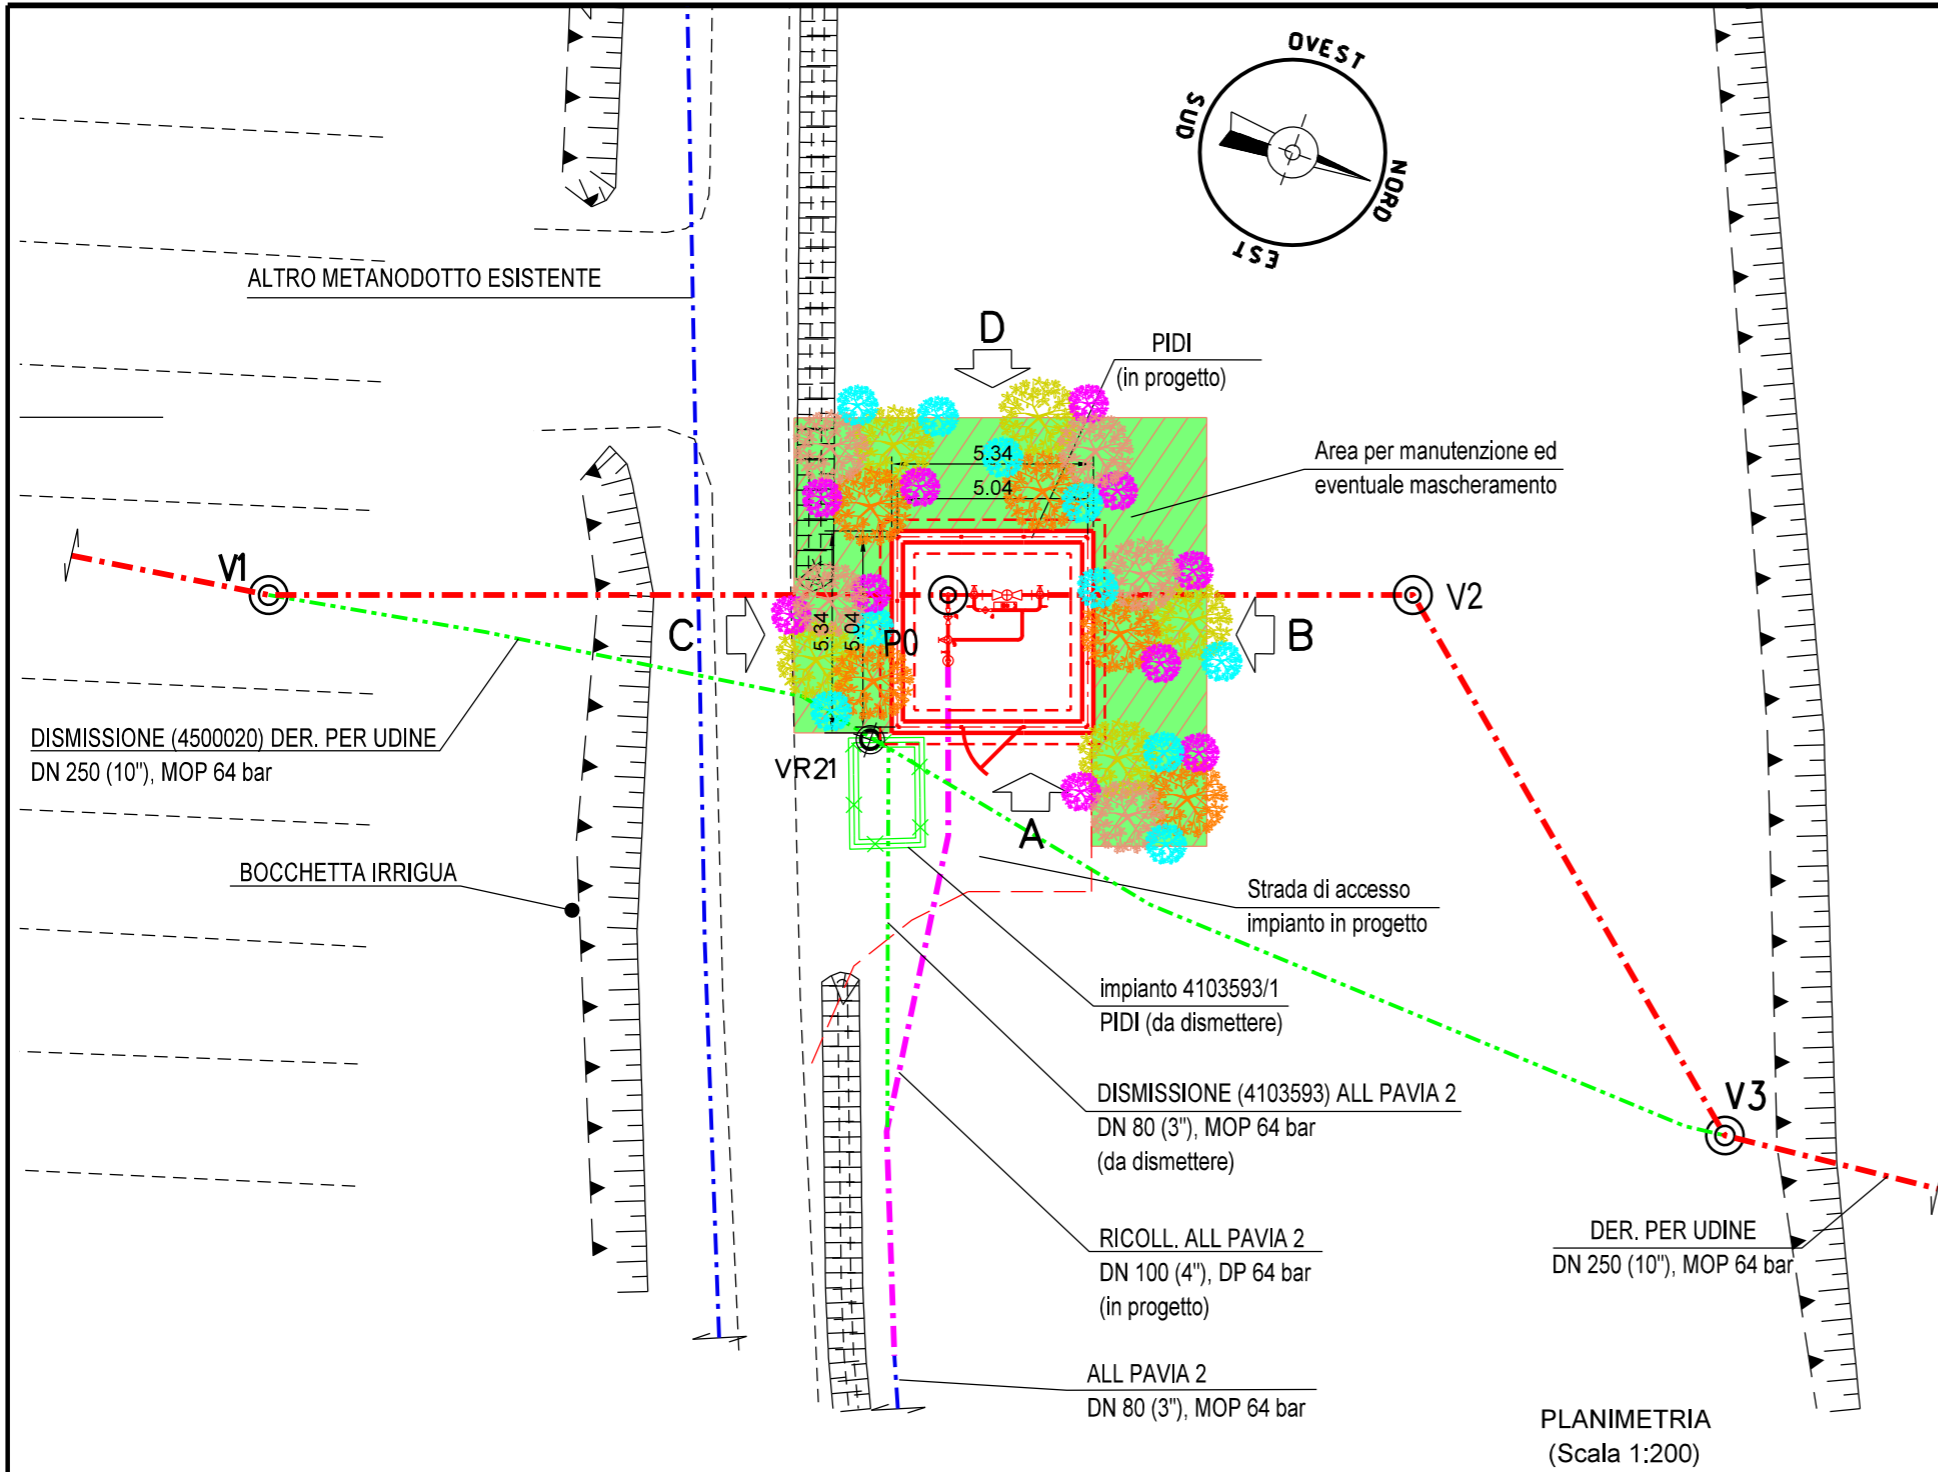 OVEST
SUD
NORD
EST
ALTRO METANODOTTO ESISTENTE
D
PIDI
(in progetto)
5.34
5.04
Area per manutenzione ed
eventuale mascheramento
V1
V2
C
5.34
5.04
P0
B
DISMISSIONE (4500020) DER. PER UDINE
DN 250 (10"), MOP 64 bar
VR21
A
BOCCHETTA IRRIGUA
Strada di accesso
impianto in progetto
impianto 4103593/1
PIDI (da dismettere)
DISMISSIONE (4103593) ALL PAVIA 2
DN 80 (3"), MOP 64 bar
(da dismettere)
V3
RICOLL. ALL PAVIA 2
DN 100 (4"), DP 64 bar
(in progetto)
DER. PER UDINE
DN 250 (10"), MOP 64 bar
ALL PAVIA 2
DN 80 (3"), MOP 64 bar
PLANIMETRIA
(Scala 1:200)